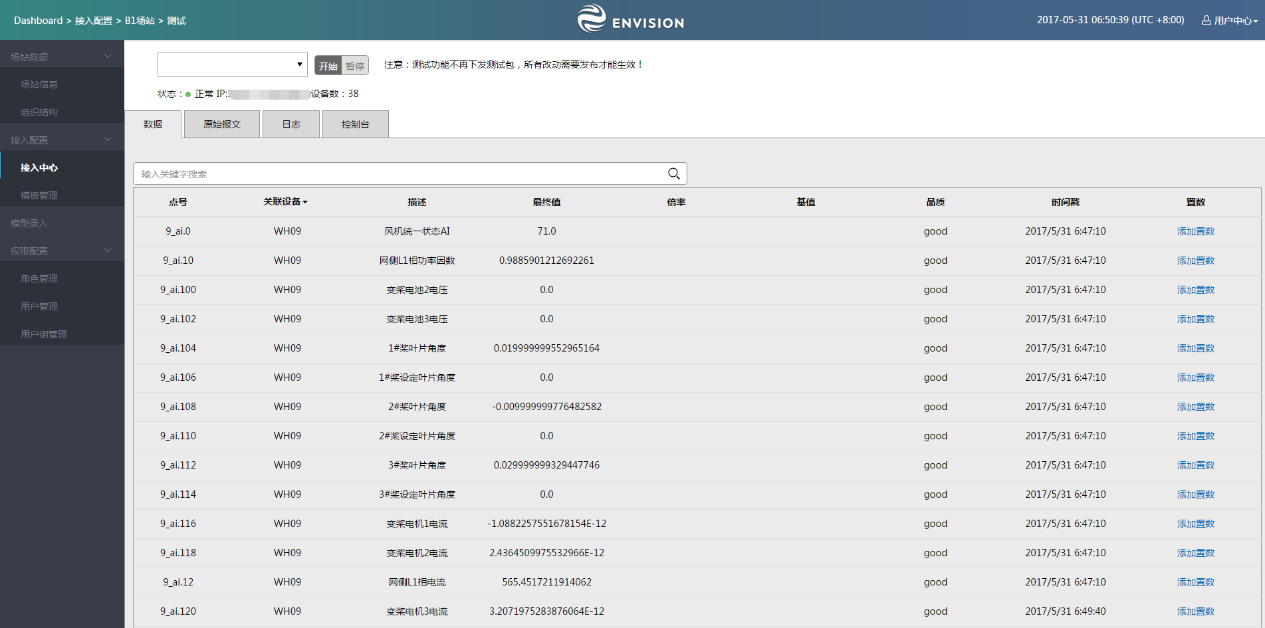 Dashboard > 接入配置 > B1场站 > 测试
ENVISION
2017-05-31 06:50:39 (UTC +8:00) 用户中心
场站数据
场站信息
组织结构
接入配置
接入中心
模板管理
模型录入
权限配置
角色管理
用户管理
用户组管理
开始 暂停 注意：测试功能不再下发测试包，所有改动需要发布才能生效！
状态： 正常 IP: 设备数：38
数据 原始报文 日志 控制台
输入关键字搜索
点号 关联设备 描述 最终值 倍率 基值 品质 时间戳 置数
9_ai.0 WH09 风机统一状态AI 71.0 good 2017/5/31 6:47:10 添加置数
9_ai.10 WH09 网侧L1相功率因数 0.9885901212692261 good 2017/5/31 6:47:10 添加置数
9_ai.100 WH09 变桨电池2电压 0.0 good 2017/5/31 6:47:10 添加置数
9_ai.102 WH09 变桨电池3电压 0.0 good 2017/5/31 6:47:10 添加置数
9_ai.104 WH09 1#桨叶片角度 0.019999999552965164 good 2017/5/31 6:47:10 添加置数
9_ai.106 WH09 1#桨设定叶片角度 0.0 good 2017/5/31 6:47:10 添加置数
9_ai.108 WH09 2#桨叶片角度 -0.009999999776482582 good 2017/5/31 6:47:10 添加置数
9_ai.110 WH09 2#桨设定叶片角度 0.0 good 2017/5/31 6:47:10 添加置数
9_ai.112 WH09 3#桨叶片角度 0.029999999329447746 good 2017/5/31 6:47:10 添加置数
9_ai.114 WH09 3#桨设定叶片角度 0.0 good 2017/5/31 6:47:10 添加置数
9_ai.116 WH09 变桨电机1电流 -1.0882257551678154E-12 good 2017/5/31 6:47:10 添加置数
9_ai.118 WH09 变桨电机2电流 2.4364509975532966E-12 good 2017/5/31 6:47:10 添加置数
9_ai.12 WH09 网侧L1相电流 565.4517211914062 good 2017/5/31 6:47:10 添加置数
9_ai.120 WH09 变桨电机3电流 3.2071975283876064E-12 good 2017/5/31 6:49:40 添加置数